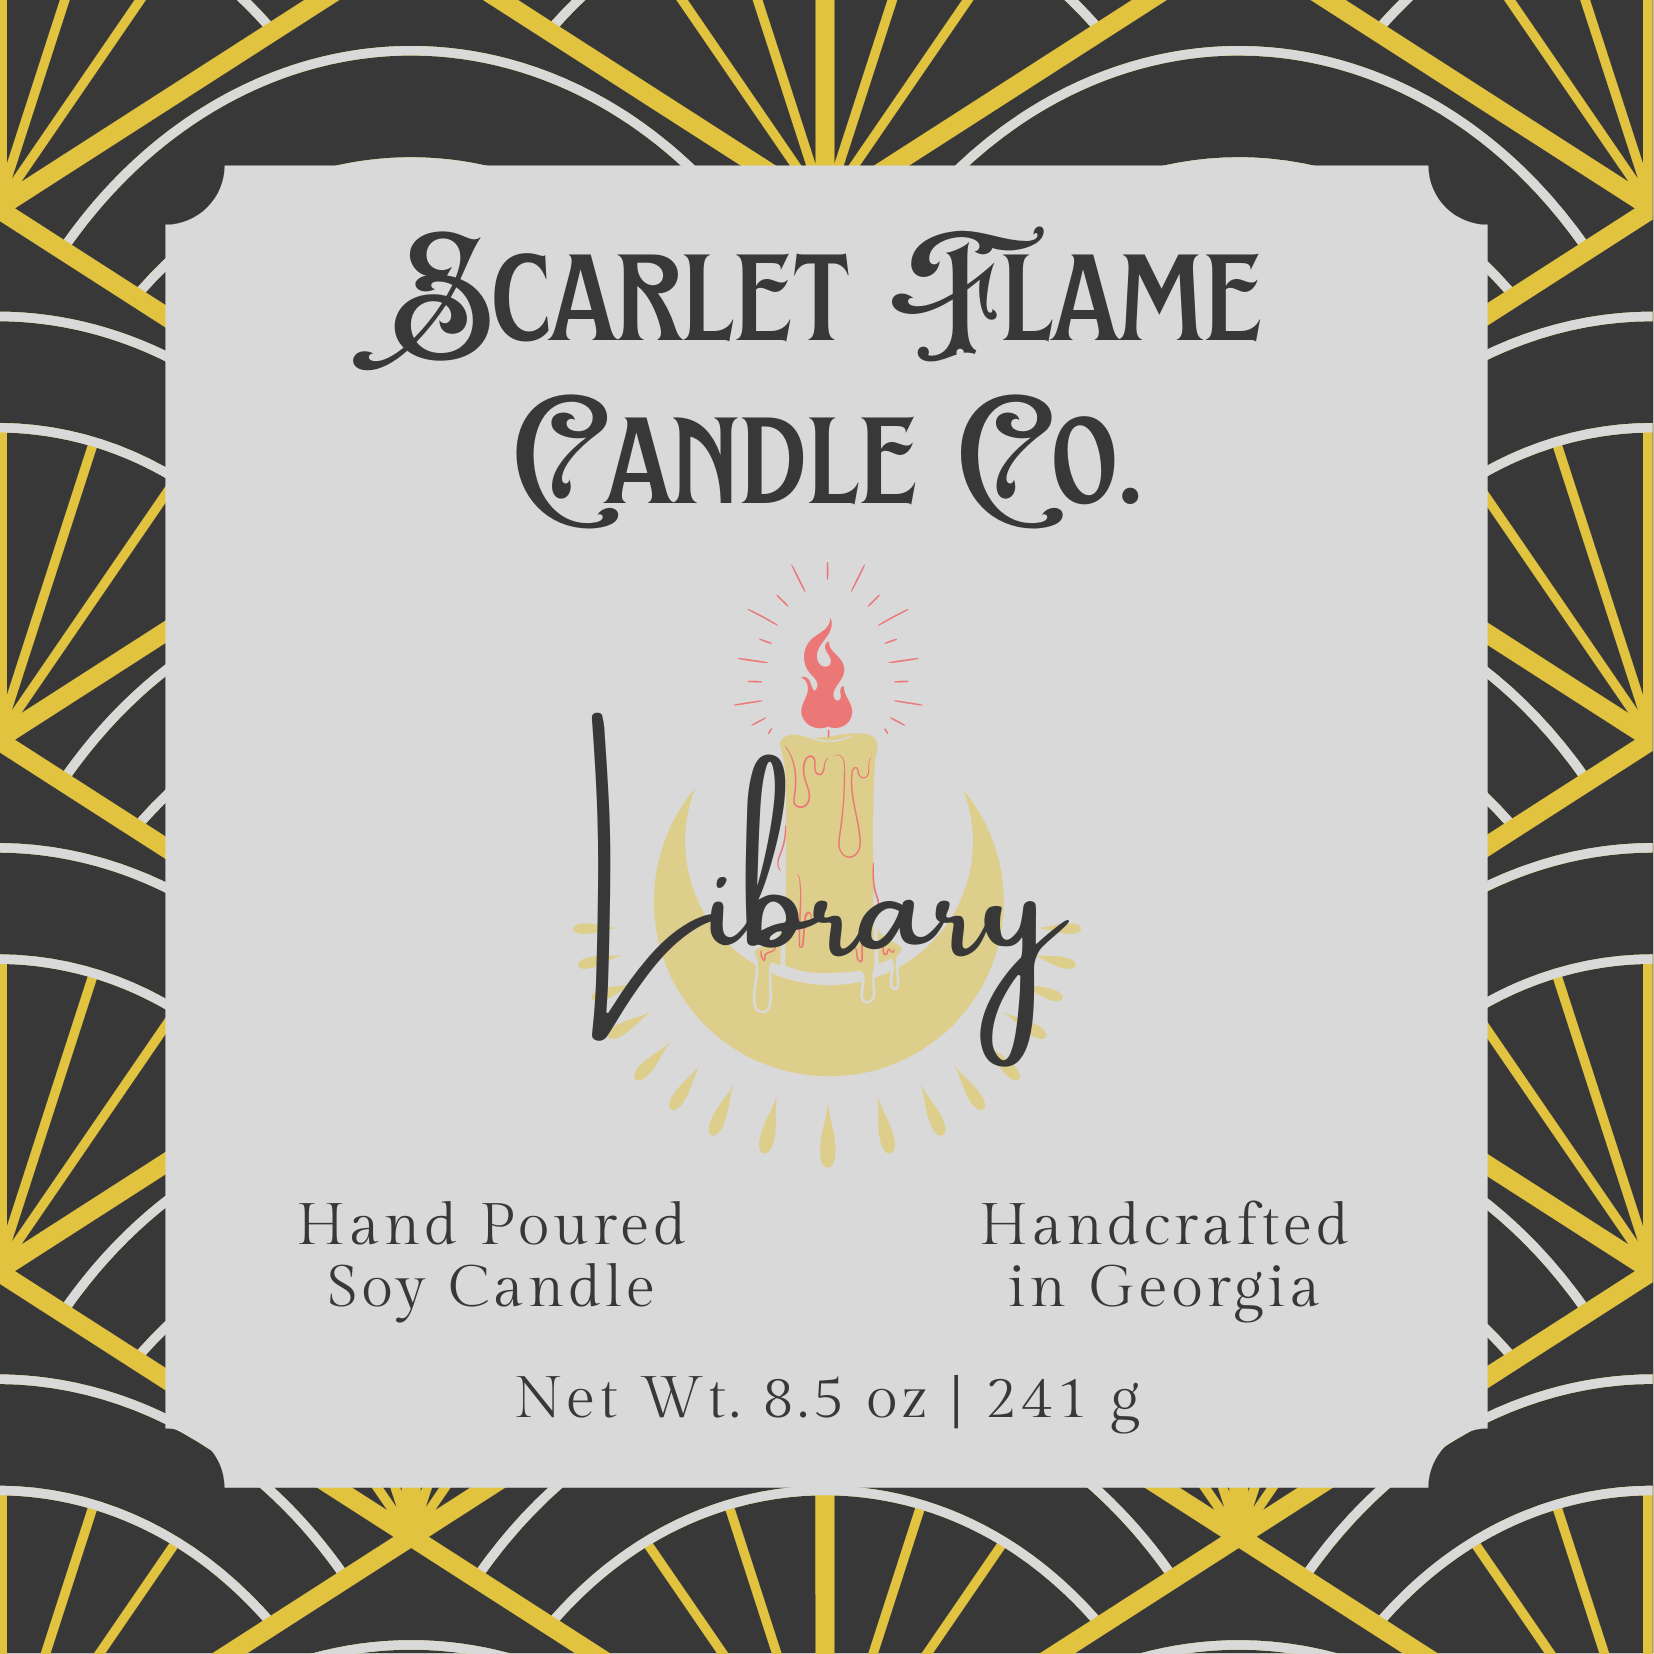 Scarlet Flame
Candle Co.
Library
Hand Poured
Soy Candle
Handcrafted
in Georgia
Net Wt. 8.5 oz | 241 g